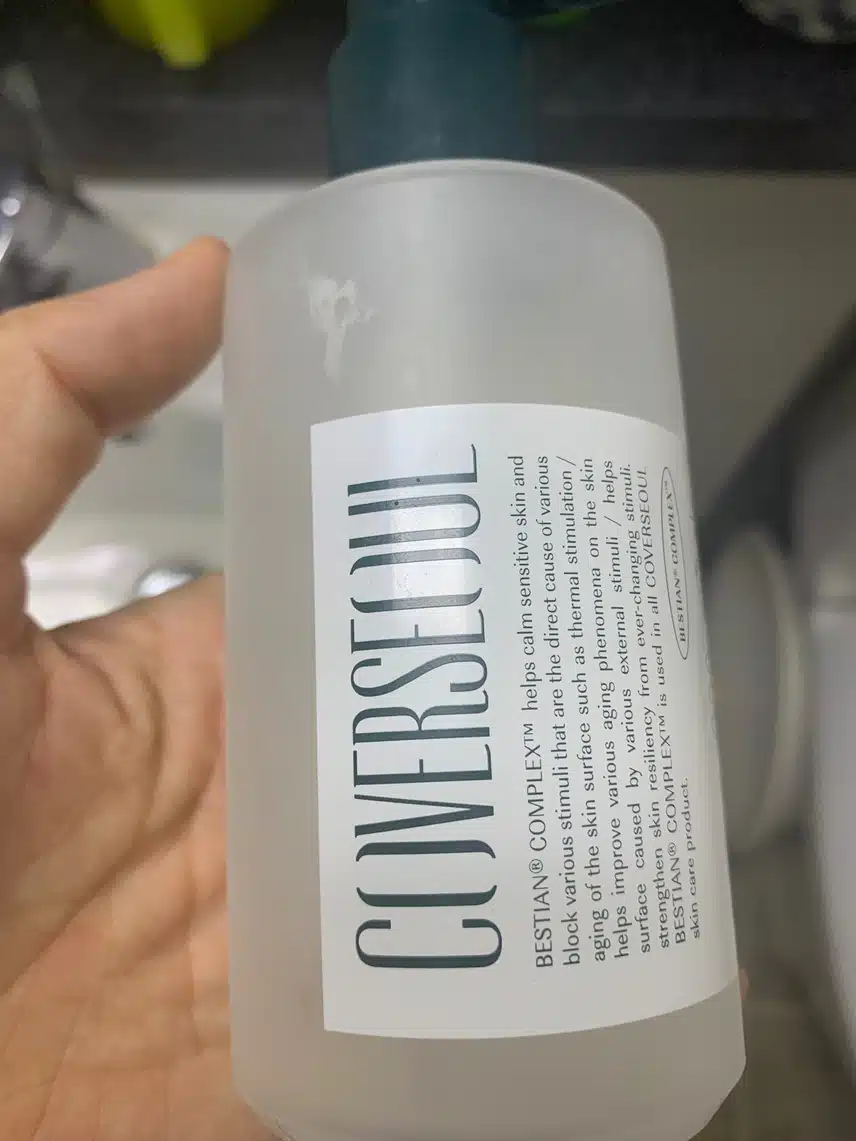 COVERSEOUL
BESTIAN® COMPLEX™ helps calm sensitive skin and
block various stimuli that are the direct cause of various
aging of the skin surface such as thermal stimulation /
helps improve various aging phenomena on the skin
surface caused by various external stimuli / helps
strengthen skin resiliency from ever-changing stimuli.
BESTIAN® COMPLEX™ is used in all COVERSEOUL
skin care product.
BESTIAN® COMPLEX™